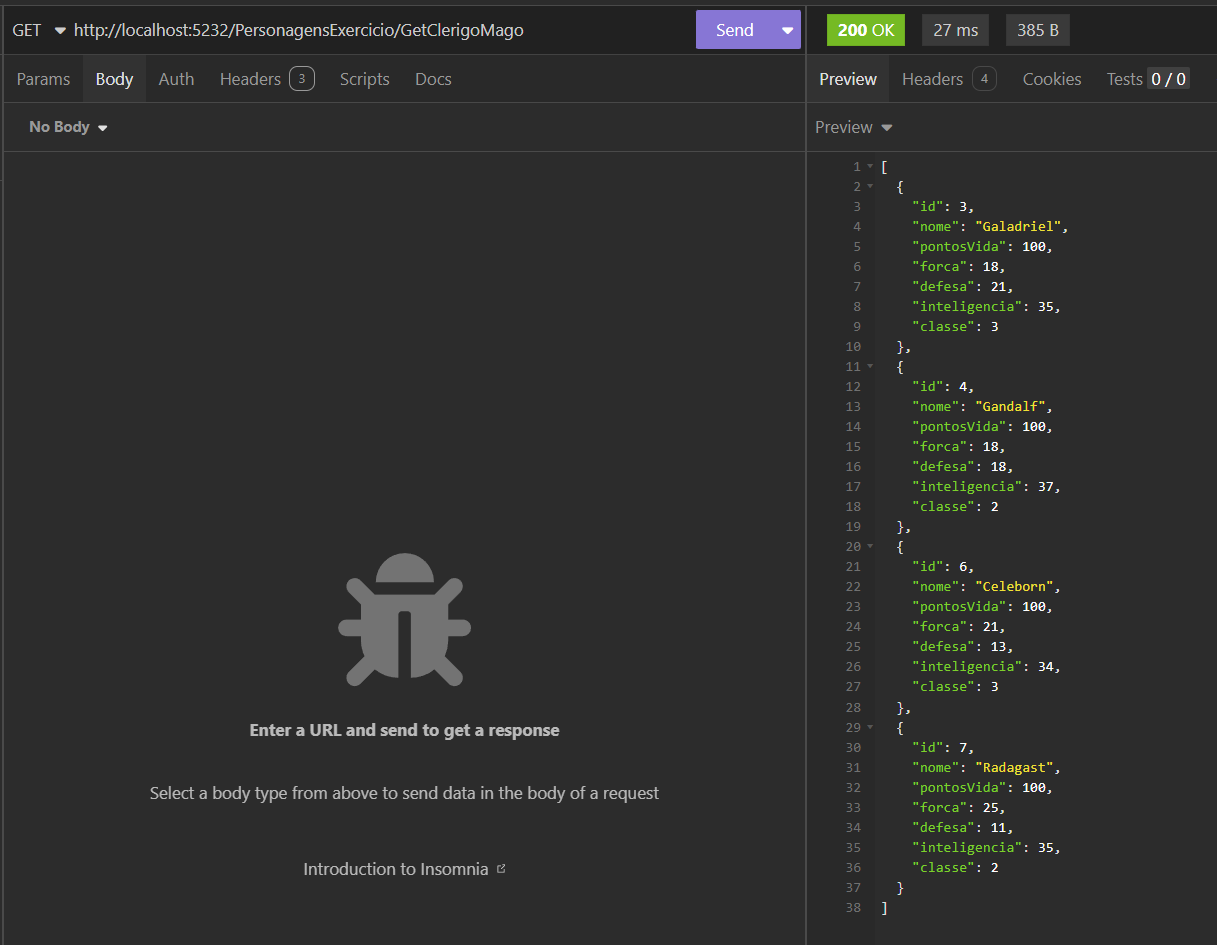 GET http://localhost:5232/PersonagensExercicio/GetClerigoMago Send
Params Body Auth Headers 3 Scripts Docs
No Body
Enter a URL and send to get a response
Select a body type from above to send data in the body of a request
Introduction to Insomnia
200 OK 27 ms 385 B
Preview Headers 4 Cookies Tests 0 / 0
Preview
1 [
2 {
3 "id": 3,
4 "nome": "Galadriel",
5 "pontosVida": 100,
6 "forca": 18,
7 "defesa": 21,
8 "inteligencia": 35,
9 "classe": 3
10 },
11 {
12 "id": 4,
13 "nome": "Gandalf",
14 "pontosVida": 100,
15 "forca": 18,
16 "defesa": 18,
17 "inteligencia": 37,
18 "classe": 2
19 },
20 {
21 "id": 6,
22 "nome": "Celeborn",
23 "pontosVida": 100,
24 "forca": 21,
25 "defesa": 13,
26 "inteligencia": 34,
27 "classe": 3
28 },
29 {
30 "id": 7,
31 "nome": "Radagast",
32 "pontosVida": 100,
33 "forca": 25,
34 "defesa": 11,
35 "inteligencia": 35,
36 "classe": 2
37 }
38 ]